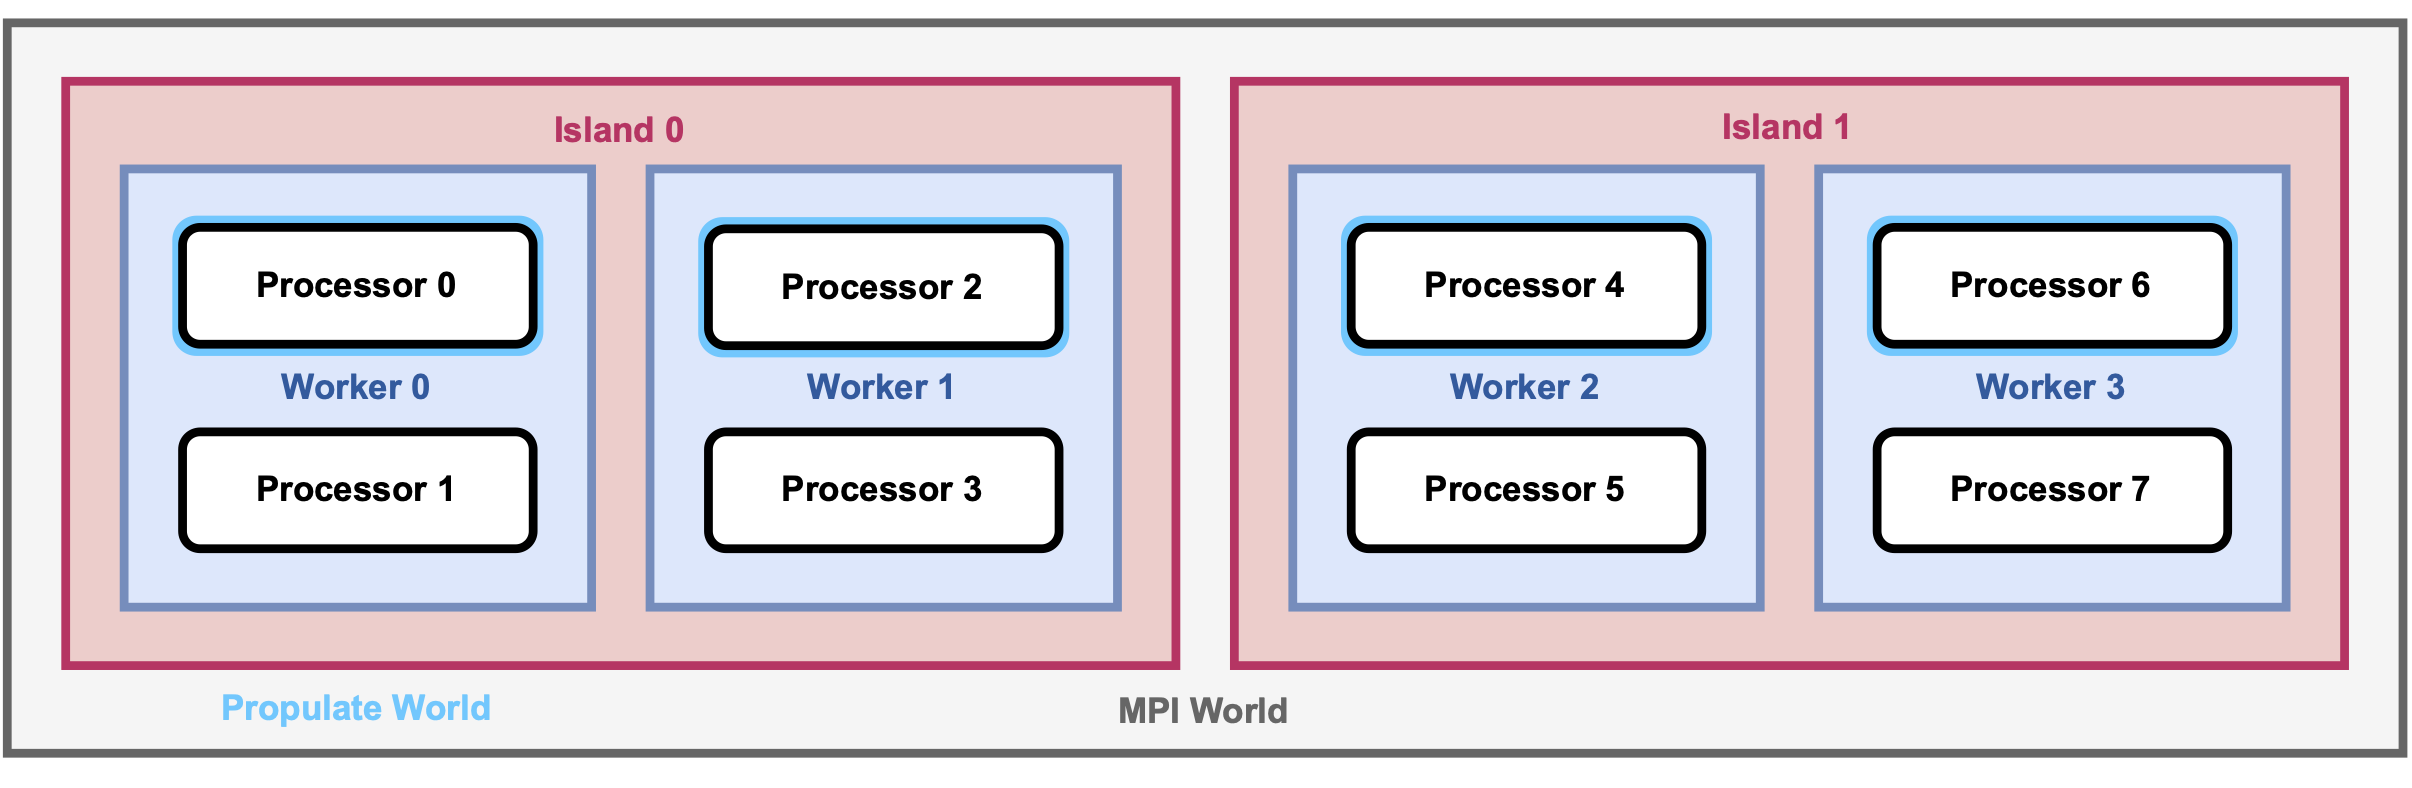 Island 0
Island 1
Processor 0
Processor 2
Processor 4
Processor 6
Worker 0
Worker 1
Worker 2
Worker 3
Processor 1
Processor 3
Processor 5
Processor 7
Propulate World
MPI World